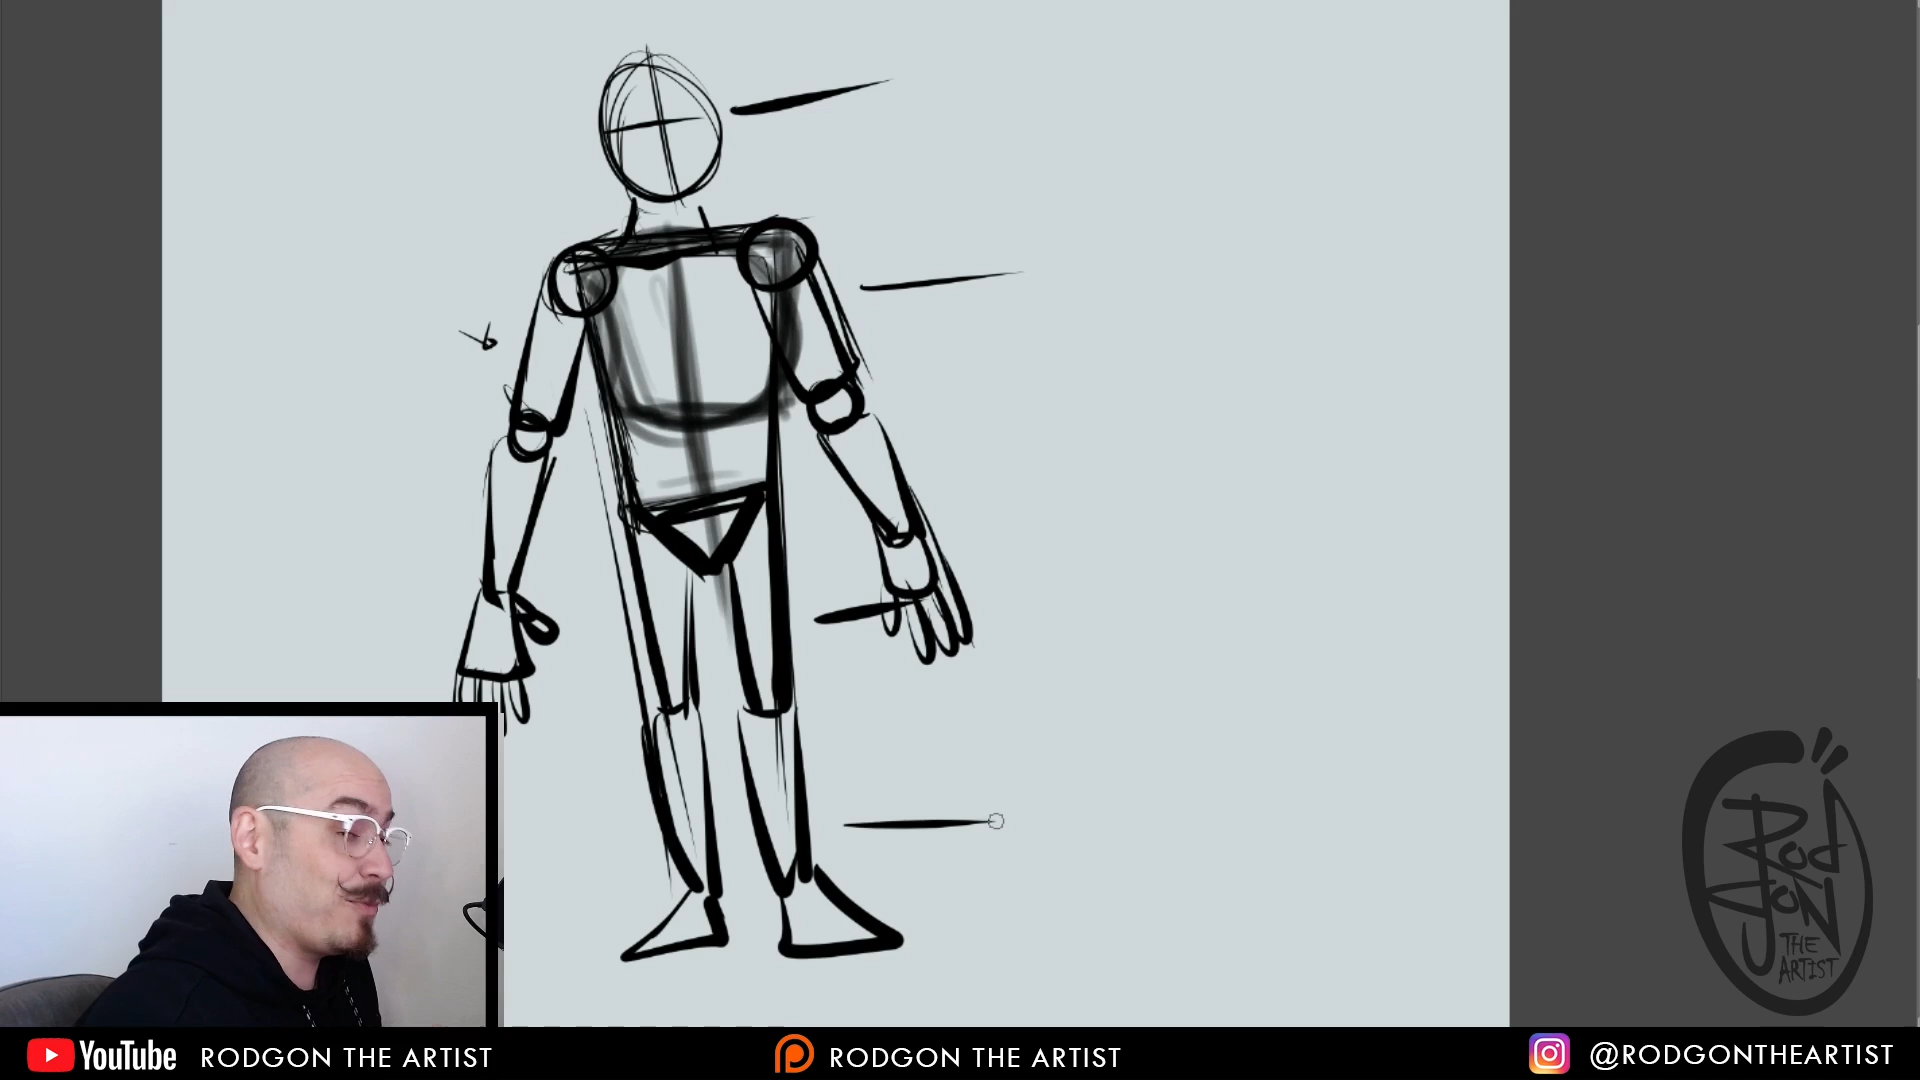 Rod
Gon
THE
ARTIST
YouTube RODGON THE ARTIST
RODGON THE ARTIST
@RODGONTHEARTIST